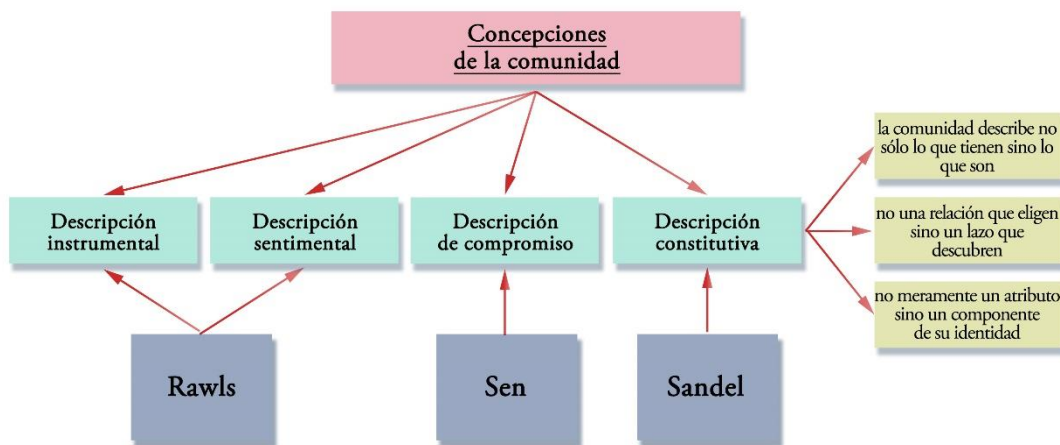 Concepciones
de la comunidad
Descripción
instrumental
Descripción
sentimental
Descripción
de compromiso
Descripción
constitutiva
la comunidad describe no
sólo lo que tienen sino lo
que son
no una relación que eligen
sino un lazo que
descubren
no meramente un atributo
sino un componente
de su identidad
Rawls
Sen
Sandel